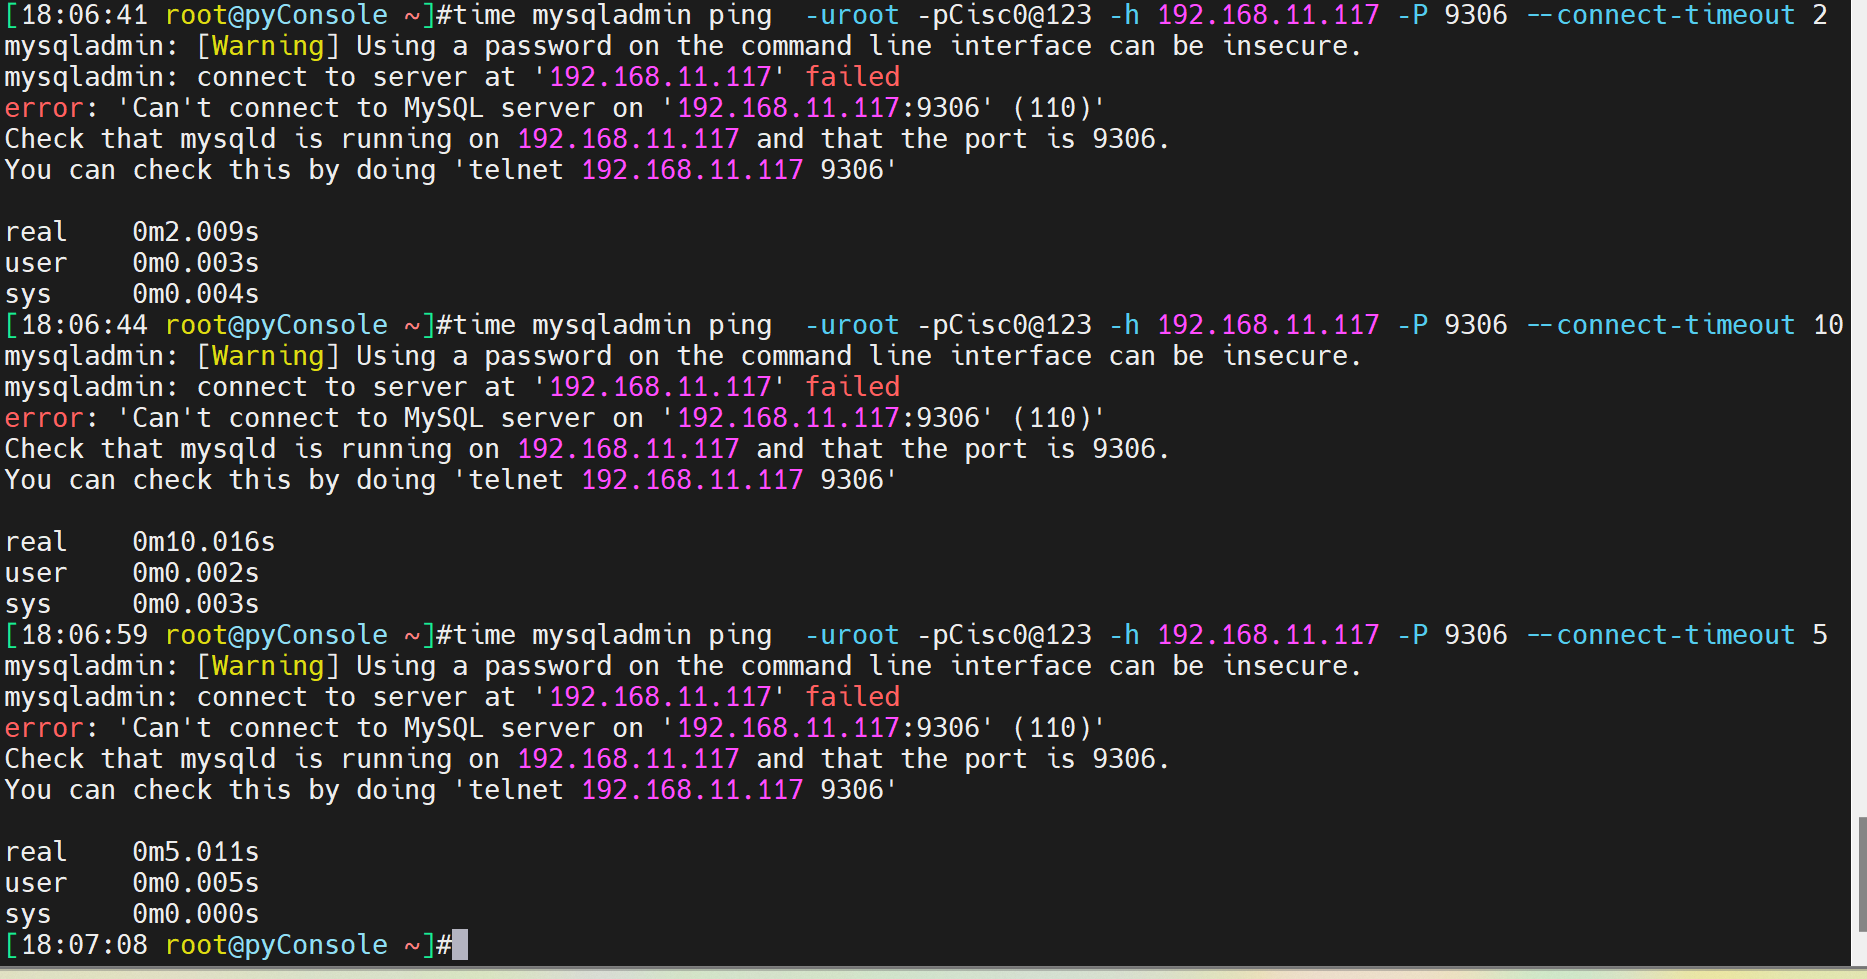 [18:06:41 root@pyConsole ~]#time mysqladmin ping  -uroot -pCisc0@123 -h 192.168.11.117 -P 9306 --connect-timeout 2
mysqladmin: [Warning] Using a password on the command line interface can be insecure.
mysqladmin: connect to server at '192.168.11.117' failed
error: 'Can't connect to MySQL server on '192.168.11.117:9306' (110)'
Check that mysqld is running on 192.168.11.117 and that the port is 9306.
You can check this by doing 'telnet 192.168.11.117 9306'

real    0m2.009s
user    0m0.003s
sys     0m0.004s
[18:06:44 root@pyConsole ~]#time mysqladmin ping  -uroot -pCisc0@123 -h 192.168.11.117 -P 9306 --connect-timeout 10
mysqladmin: [Warning] Using a password on the command line interface can be insecure.
mysqladmin: connect to server at '192.168.11.117' failed
error: 'Can't connect to MySQL server on '192.168.11.117:9306' (110)'
Check that mysqld is running on 192.168.11.117 and that the port is 9306.
You can check this by doing 'telnet 192.168.11.117 9306'

real    0m10.016s
user    0m0.002s
sys     0m0.003s
[18:06:59 root@pyConsole ~]#time mysqladmin ping  -uroot -pCisc0@123 -h 192.168.11.117 -P 9306 --connect-timeout 5
mysqladmin: [Warning] Using a password on the command line interface can be insecure.
mysqladmin: connect to server at '192.168.11.117' failed
error: 'Can't connect to MySQL server on '192.168.11.117:9306' (110)'
Check that mysqld is running on 192.168.11.117 and that the port is 9306.
You can check this by doing 'telnet 192.168.11.117 9306'

real    0m5.011s
user    0m0.005s
sys     0m0.000s
[18:07:08 root@pyConsole ~]#